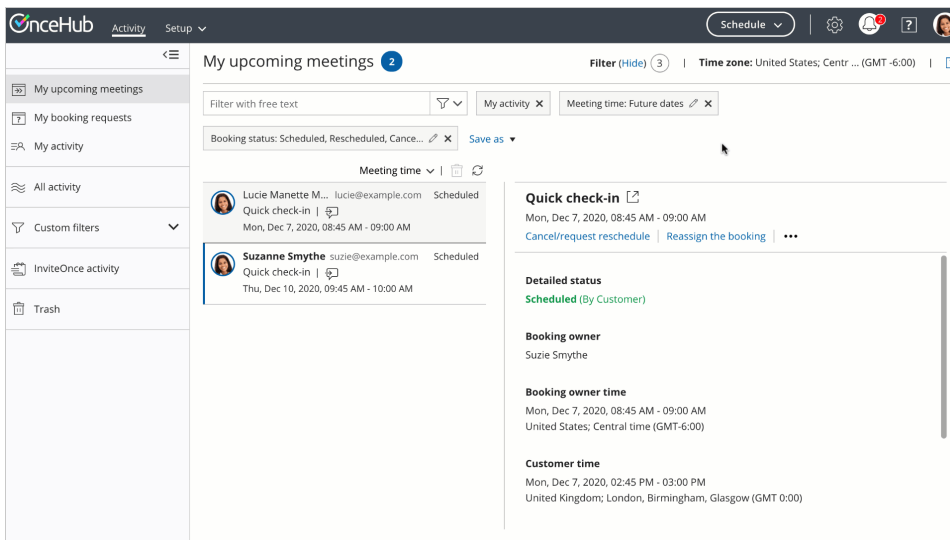 OnceHub Activity Setup Schedule 2 ?
My upcoming meetings 2
Filter (Hide) 3 | Time zone: United States; Centr ... (GMT -6:00) |
My upcoming meetings
My booking requests
My activity
All activity
Custom filters
InviteOnce activity
Trash
Filter with free text
My activity
Meeting time: Future dates
Booking status: Scheduled, Rescheduled, Cance...
Save as
Meeting time |
Lucie Manette M... lucie@example.com Scheduled
Quick check-in |
Mon, Dec 7, 2020, 08:45 AM - 09:00 AM
Suzanne Smythe suzie@example.com Scheduled
Quick check-in |
Thu, Dec 10, 2020, 09:45 AM - 10:00 AM
Quick check-in
Mon, Dec 7, 2020, 08:45 AM - 09:00 AM
Cancel/request reschedule | Reassign the booking | •••
Detailed status
Scheduled (By Customer)
Booking owner
Suzie Smythe
Booking owner time
Mon, Dec 7, 2020, 08:45 AM - 09:00 AM
United States; Central time (GMT-6:00)
Customer time
Mon, Dec 7, 2020, 02:45 PM - 03:00 PM
United Kingdom; London, Birmingham, Glasgow (GMT 0:00)